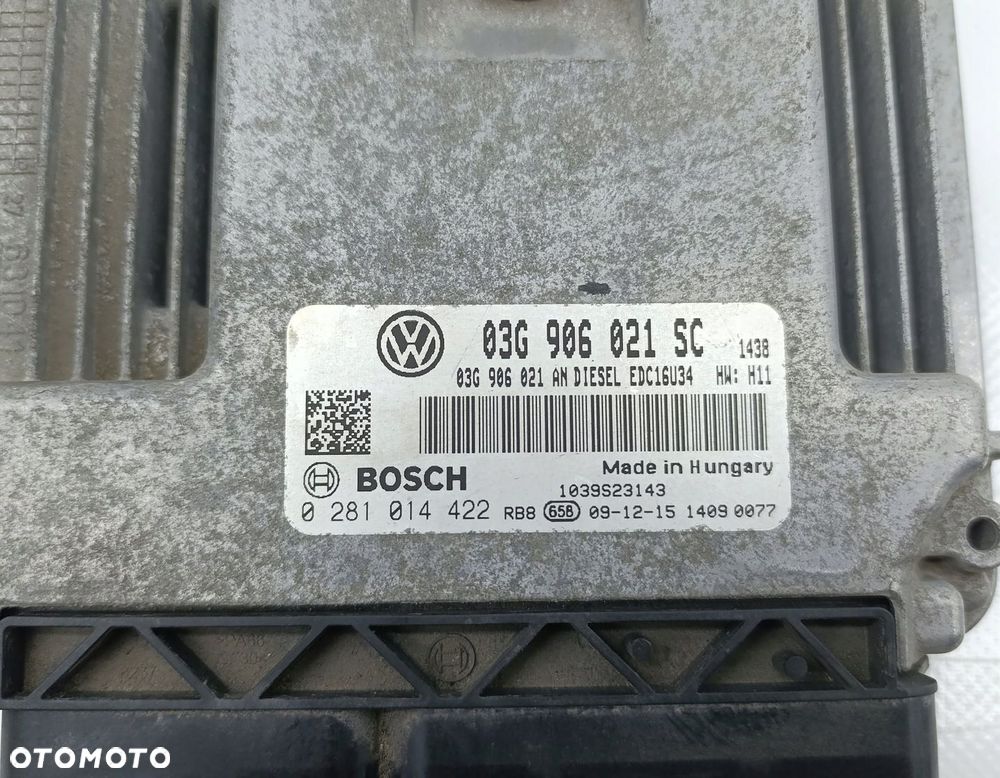 03G 906 021 SC 1438
03G 906 021 AN DIESEL EDC16U34 HW: H11
BOSCH
Made in Hungary
1039S23143
0 281 014 422 RB8 658 09-12-15 1409 0077
OTOMOTO